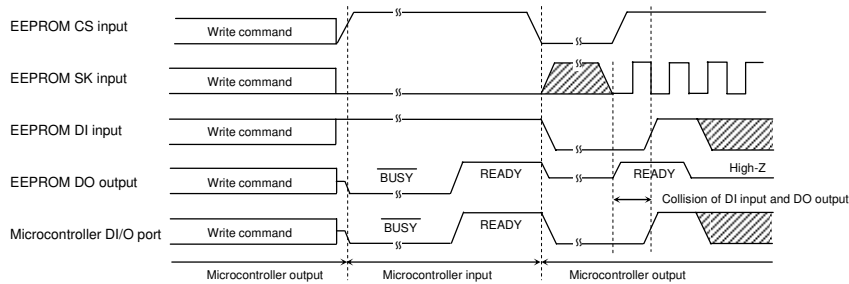 EEPROM CS input
Write command
EEPROM SK input
Write command
EEPROM DI input
Write command
EEPROM DO output
Write command
BUSY
READY
READY
High-Z
Collision of DI input and DO output
Microcontroller DI/O port
Write command
BUSY
READY
Microcontroller output
Microcontroller input
Microcontroller output